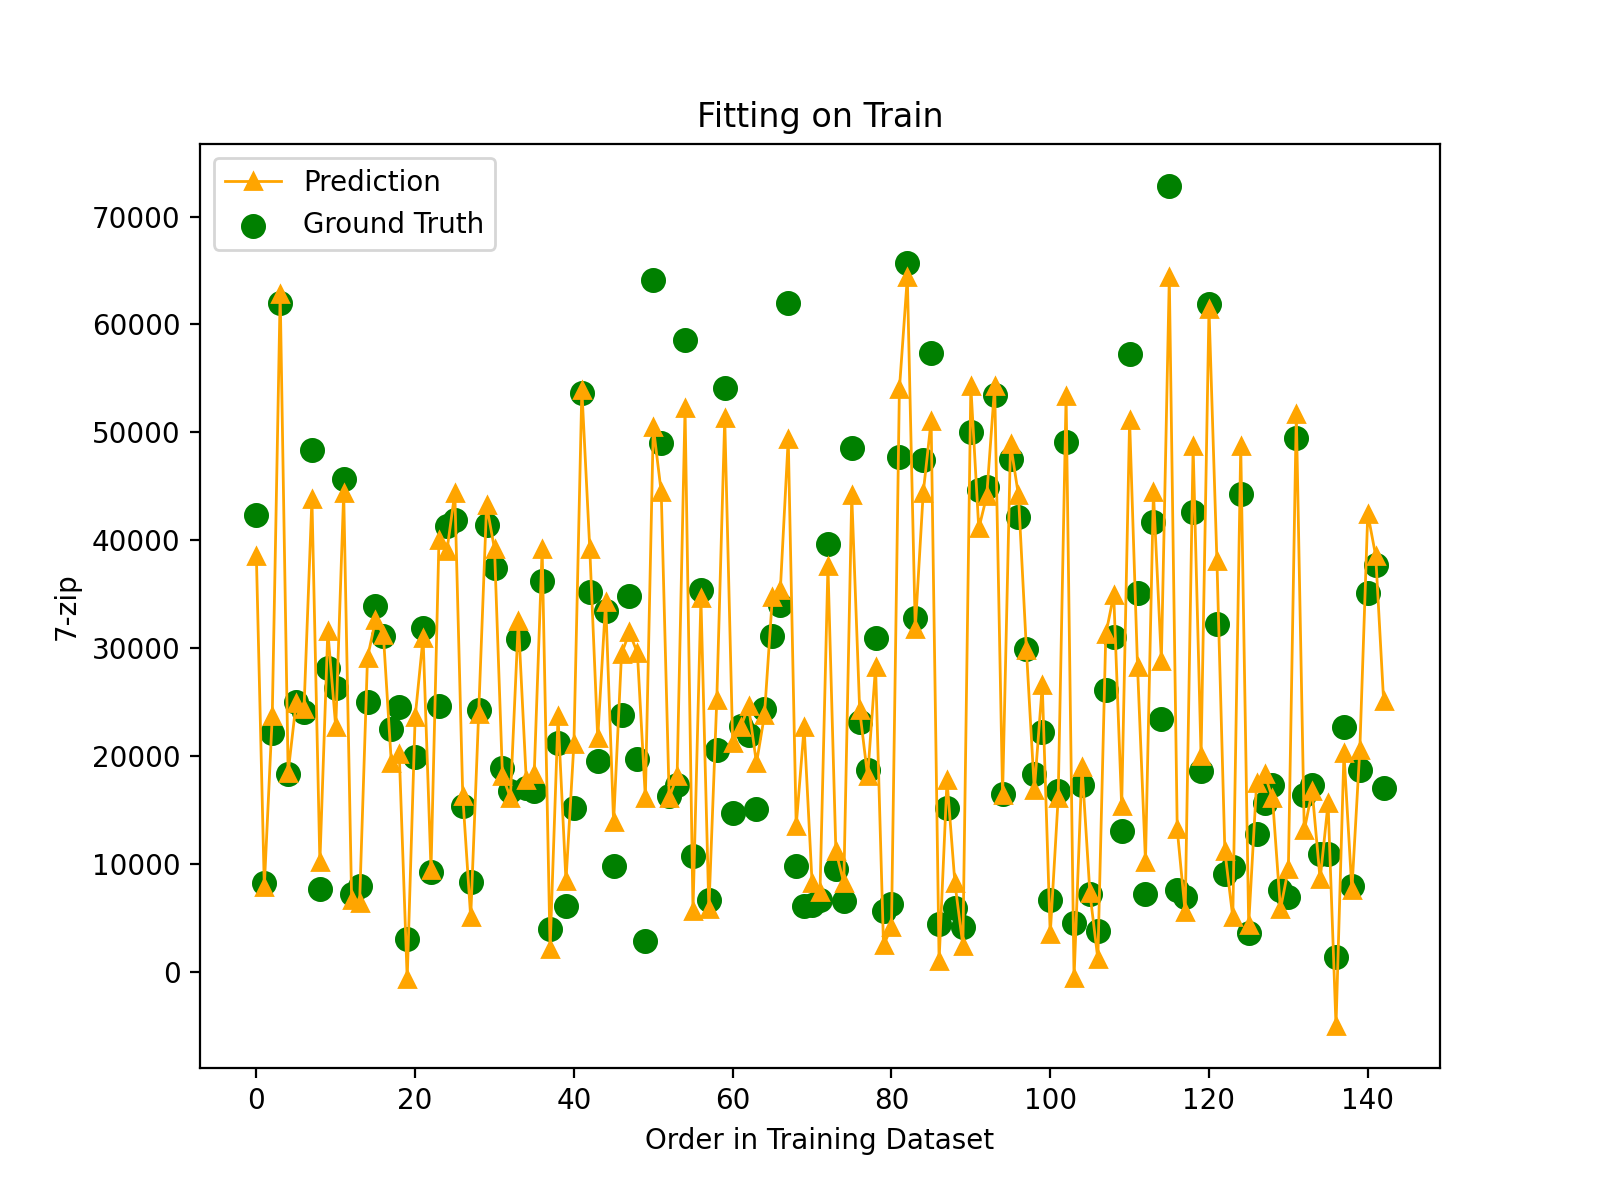 Fitting on Train
Prediction
Ground Truth
7-zip
70000
60000
50000
40000
30000
20000
10000
0
0 20 40 60 80 100 120 140
Order in Training Dataset